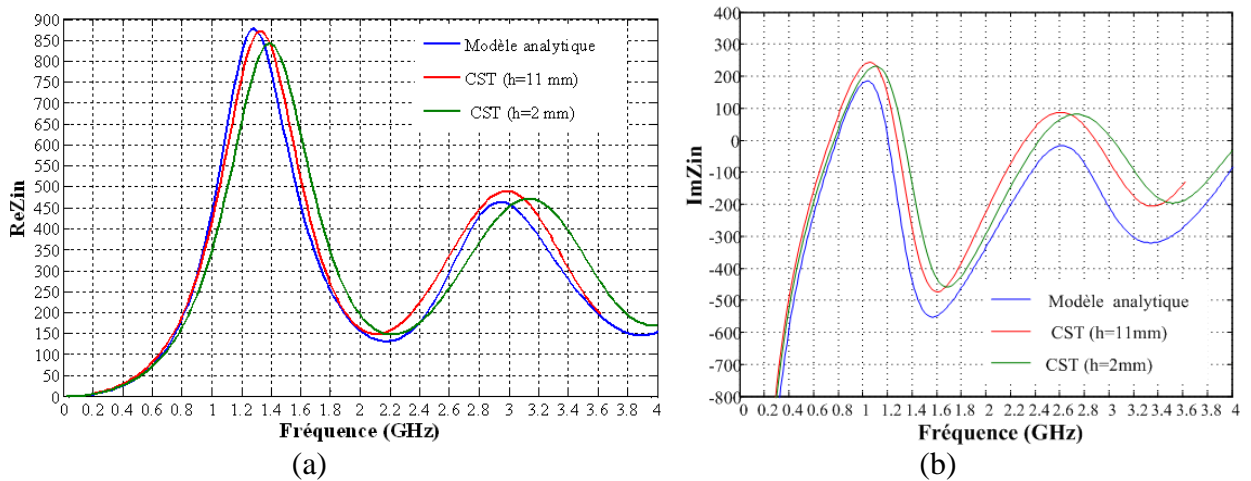 900
850
800
750
700
650
600
550
500
450
400
350
300
250
200
150
100
50
0
ReZin
0 0.2 0.4 0.6 0.8 1 1.2 1.4 1.6 1.8 2 2.2 2.4 2.6 2.8 3 3.2 3.4 3.6 3.8 4
Fréquence (GHz)
Modèle analytique
CST (h=11 mm)
CST (h=2 mm)
(a)
400
300
200
100
0
-100
-200
-300
-400
-500
-600
-700
-800
ImZin
0 0.2 0.4 0.6 0.8 1 1.2 1.4 1.6 1.8 2 2.2 2.4 2.6 2.8 3 3.2 3.4 3.6 3.8 4
Fréquence (GHz)
Modèle analytique
CST (h=11mm)
CST (h=2mm)
(b)